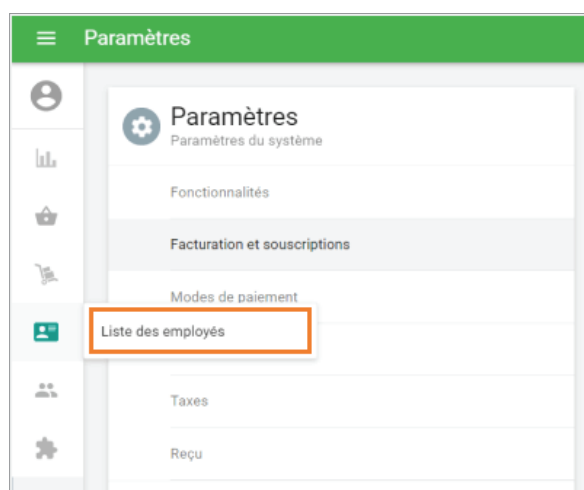 Paramètres
Paramètres
Paramètres du système
Fonctionnalités
Facturation et souscriptions
Modes de paiement
Liste des employés
Taxes
Reçu